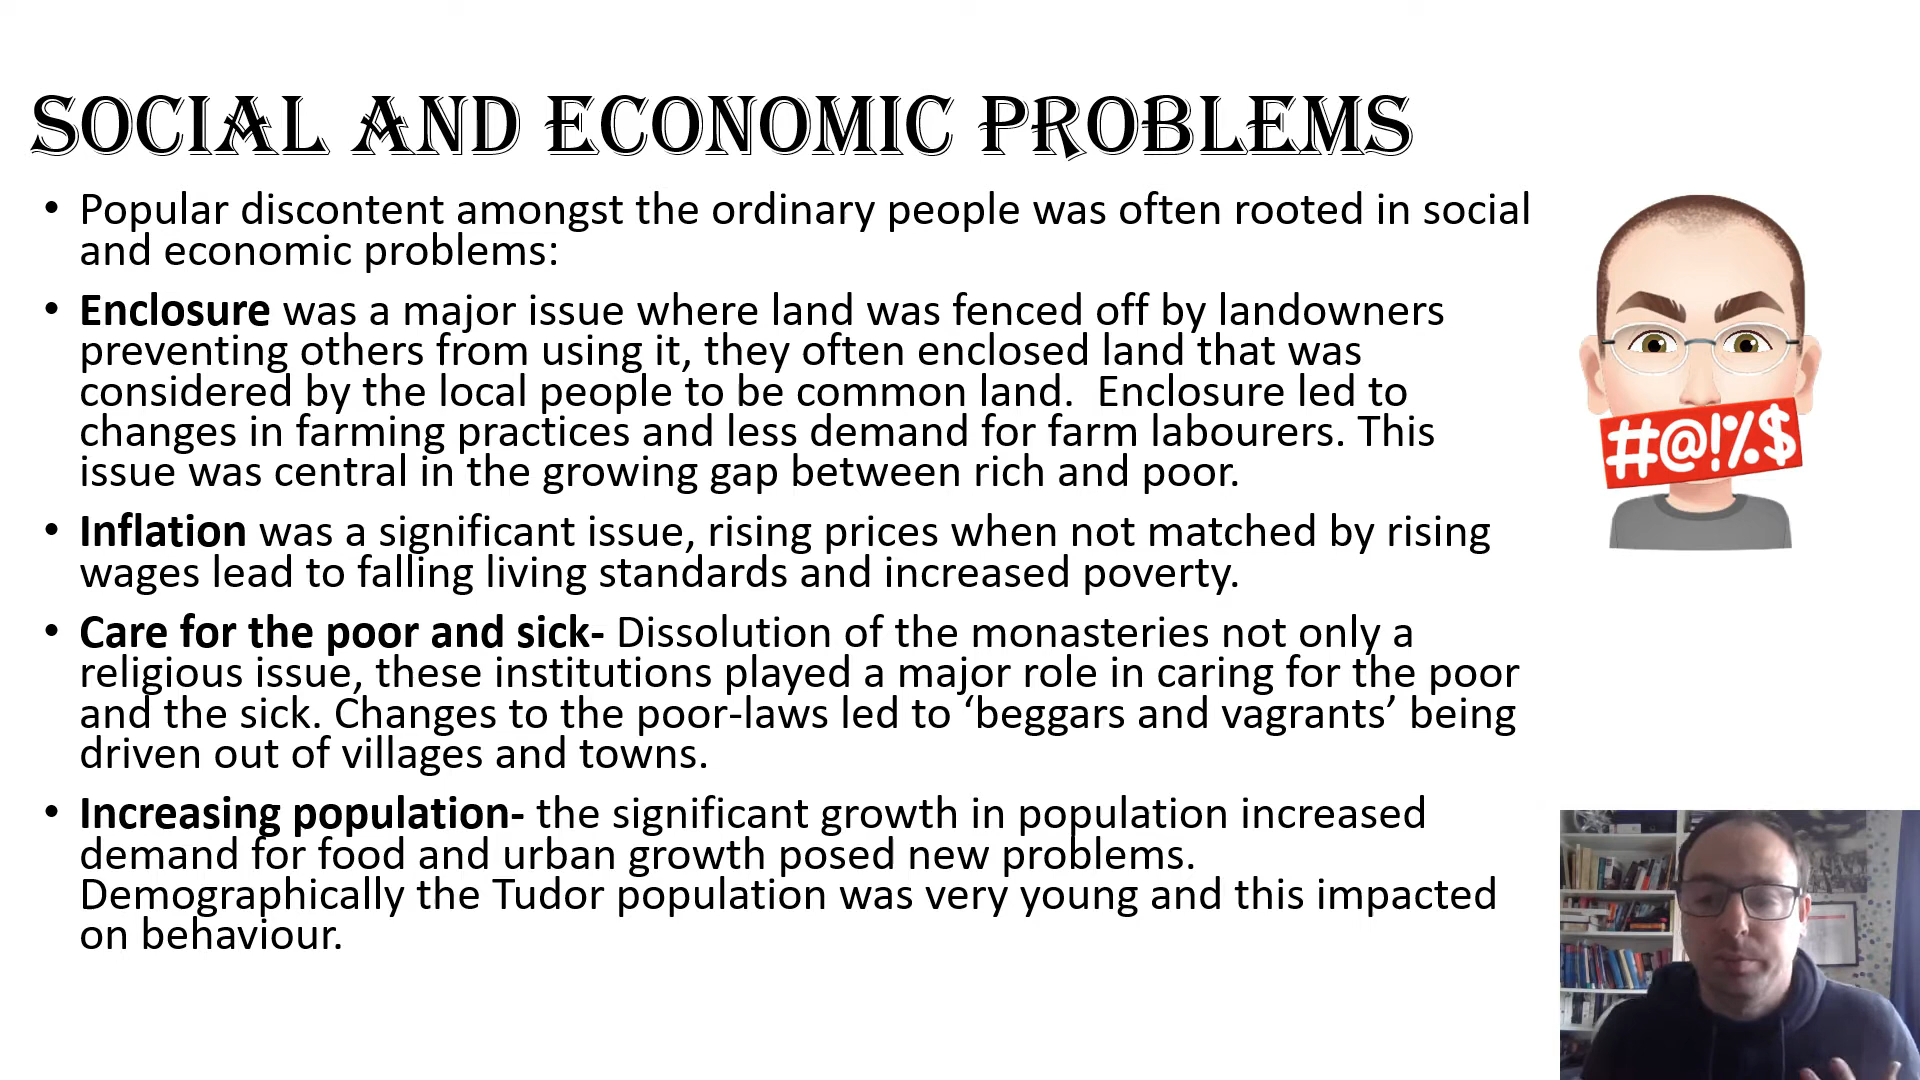 SOCIAL AND ECONOMIC PROBLEMS
• Popular discontent amongst the ordinary people was often rooted in social
and economic problems:
• Enclosure was a major issue where land was fenced off by landowners
preventing others from using it, they often enclosed land that was
considered by the local people to be common land.  Enclosure led to
changes in farming practices and less demand for farm labourers. This
issue was central in the growing gap between rich and poor.
• Inflation was a significant issue, rising prices when not matched by rising
wages lead to falling living standards and increased poverty.
• Care for the poor and sick- Dissolution of the monasteries not only a
religious issue, these institutions played a major role in caring for the poor
and the sick. Changes to the poor-laws led to ‘beggars and vagrants’ being
driven out of villages and towns.
• Increasing population- the significant growth in population increased
demand for food and urban growth posed new problems.
Demographically the Tudor population was very young and this impacted
on behaviour.
#@!%$